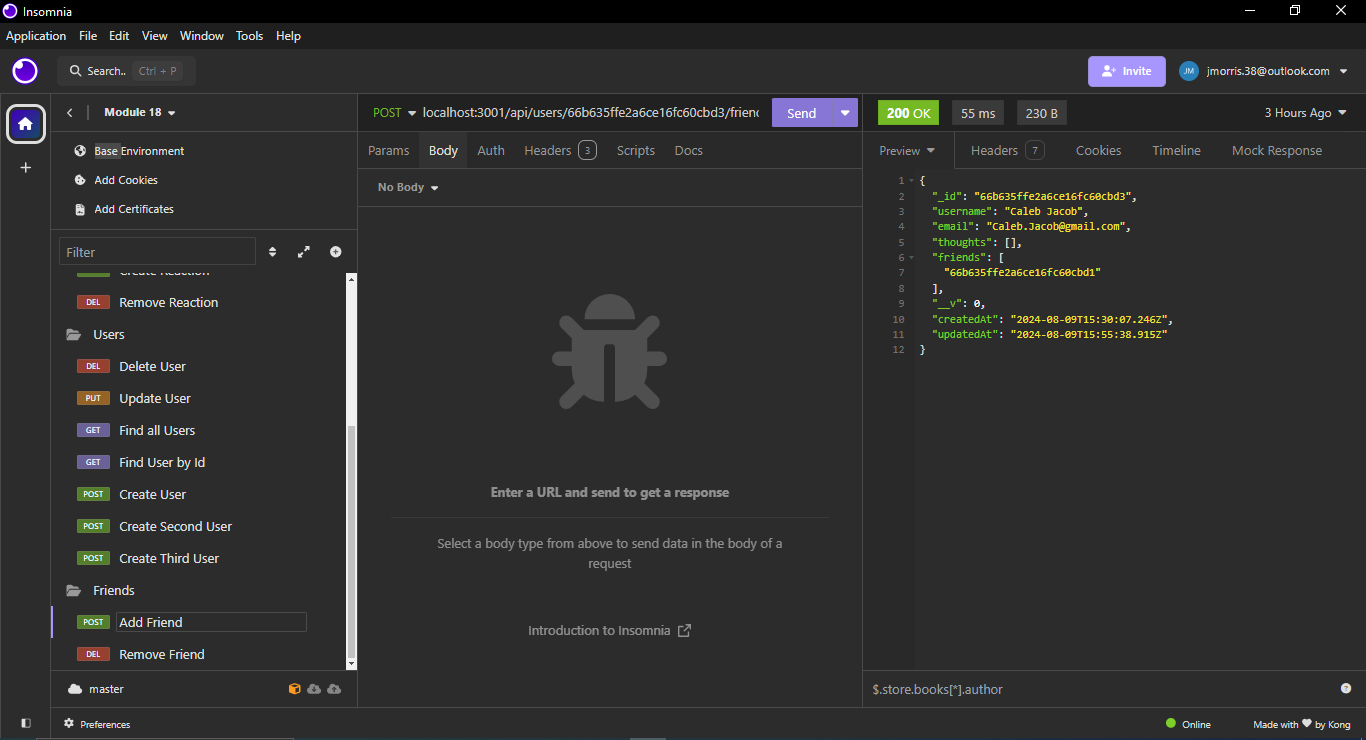 Insomnia
Application File Edit View Window Tools Help
Search.. Ctrl + P
Invite
JM jmorris.38@outlook.com
Module 18
Base Environment
Add Cookies
Add Certificates
Filter
Create Reaction
DEL Remove Reaction
Users
DEL Delete User
PUT Update User
GET Find all Users
GET Find User by Id
POST Create User
POST Create Second User
POST Create Third User
Friends
POST Add Friend
DEL Remove Friend
master
Preferences
POST localhost:3001/api/users/66b635ffe2a6ce16fc60cbd3/frienc
Send
Params Body Auth Headers 3 Scripts Docs
No Body
Enter a URL and send to get a response
Select a body type from above to send data in the body of a
request
Introduction to Insomnia
200 OK 55 ms 230 B 3 Hours Ago
Preview Headers 7 Cookies Timeline Mock Response
1 {
2 "_id": "66b635ffe2a6ce16fc60cbd3",
3 "username": "Caleb Jacob",
4 "email": "Caleb.Jacob@gmail.com",
5 "thoughts": [],
6 "friends": [
7 "66b635ffe2a6ce16fc60cbd1"
8 ],
9 "__v": 0,
10 "createdAt": "2024-08-09T15:30:07.246Z",
11 "updatedAt": "2024-08-09T15:55:38.915Z"
12 }
$.store.books[*].author
Online
Made with by Kong